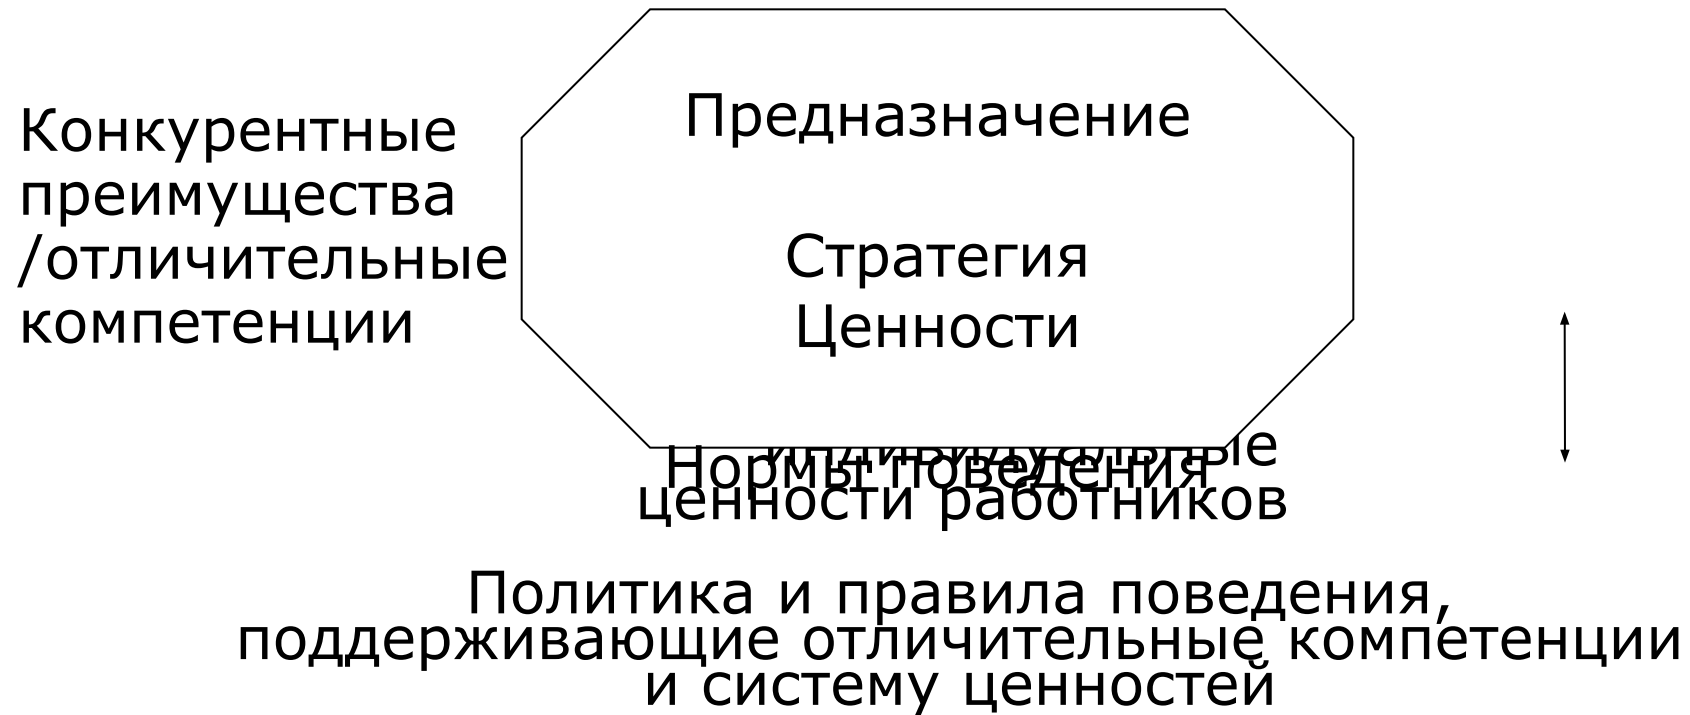 Конкурентные
преимущества
/отличительные
компетенции
Предназначение
Стратегия
Ценности
Нормы поведения
индивидуальные
ценности работников
Политика и правила поведения,
поддерживающие отличительные компетенции
и систему ценностей